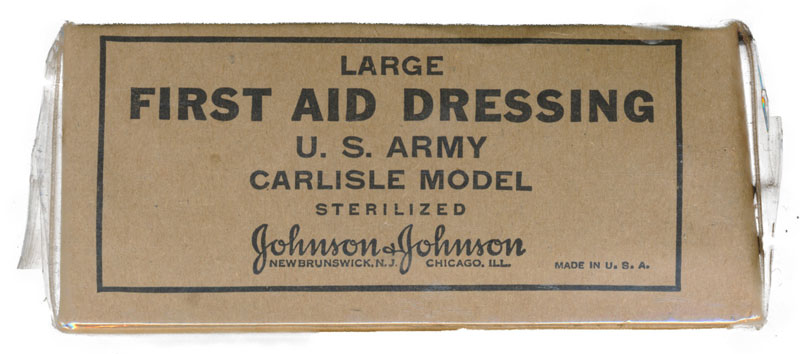 LARGE
FIRST AID DRESSING
U. S. ARMY
CARLISLE MODEL
STERILIZED
Johnson & Johnson
NEW BRUNSWICK, N. J. CHICAGO, ILL.
MADE IN U. S. A.